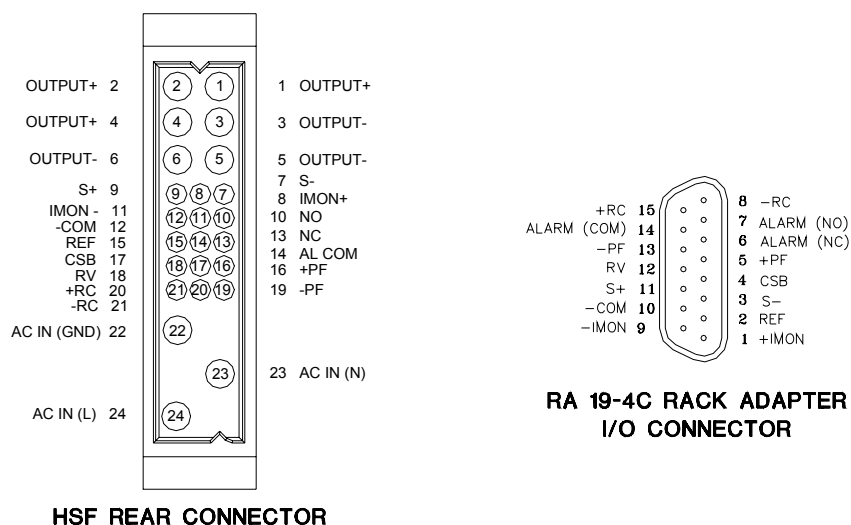 OUTPUT+ 2
OUTPUT+ 4
OUTPUT- 6
S+ 9
IMON - 11
-COM 12
REF 15
CSB 17
RV 18
+RC 20
-RC 21
AC IN (GND) 22
AC IN (L) 24
2 1
4 3
6 5
9 8 7
12 11 10
15 14 13
18 17 16
21 20 19
22
23
24
1 OUTPUT+
3 OUTPUT-
5 OUTPUT-
7 S-
8 IMON+
10 NO
13 NC
14 AL COM
16 +PF
19 -PF
23 AC IN (N)
HSF REAR CONNECTOR
+RC 15
ALARM (COM) 14
-PF 13
RV 12
S+ 11
-COM 10
-IMON 9
8 -RC
7 ALARM (NO)
6 ALARM (NC)
5 +PF
4 CSB
3 S-
2 REF
1 +IMON
RA 19-4C RACK ADAPTER
I/O CONNECTOR